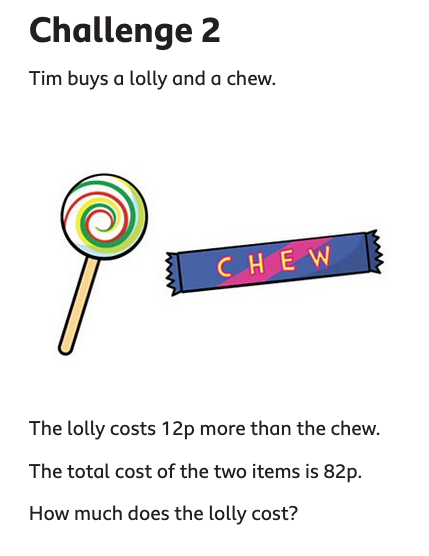 Challenge 2
Tim buys a lolly and a chew.
CHEW
The lolly costs 12p more than the chew.
The total cost of the two items is 82p.
How much does the lolly cost?